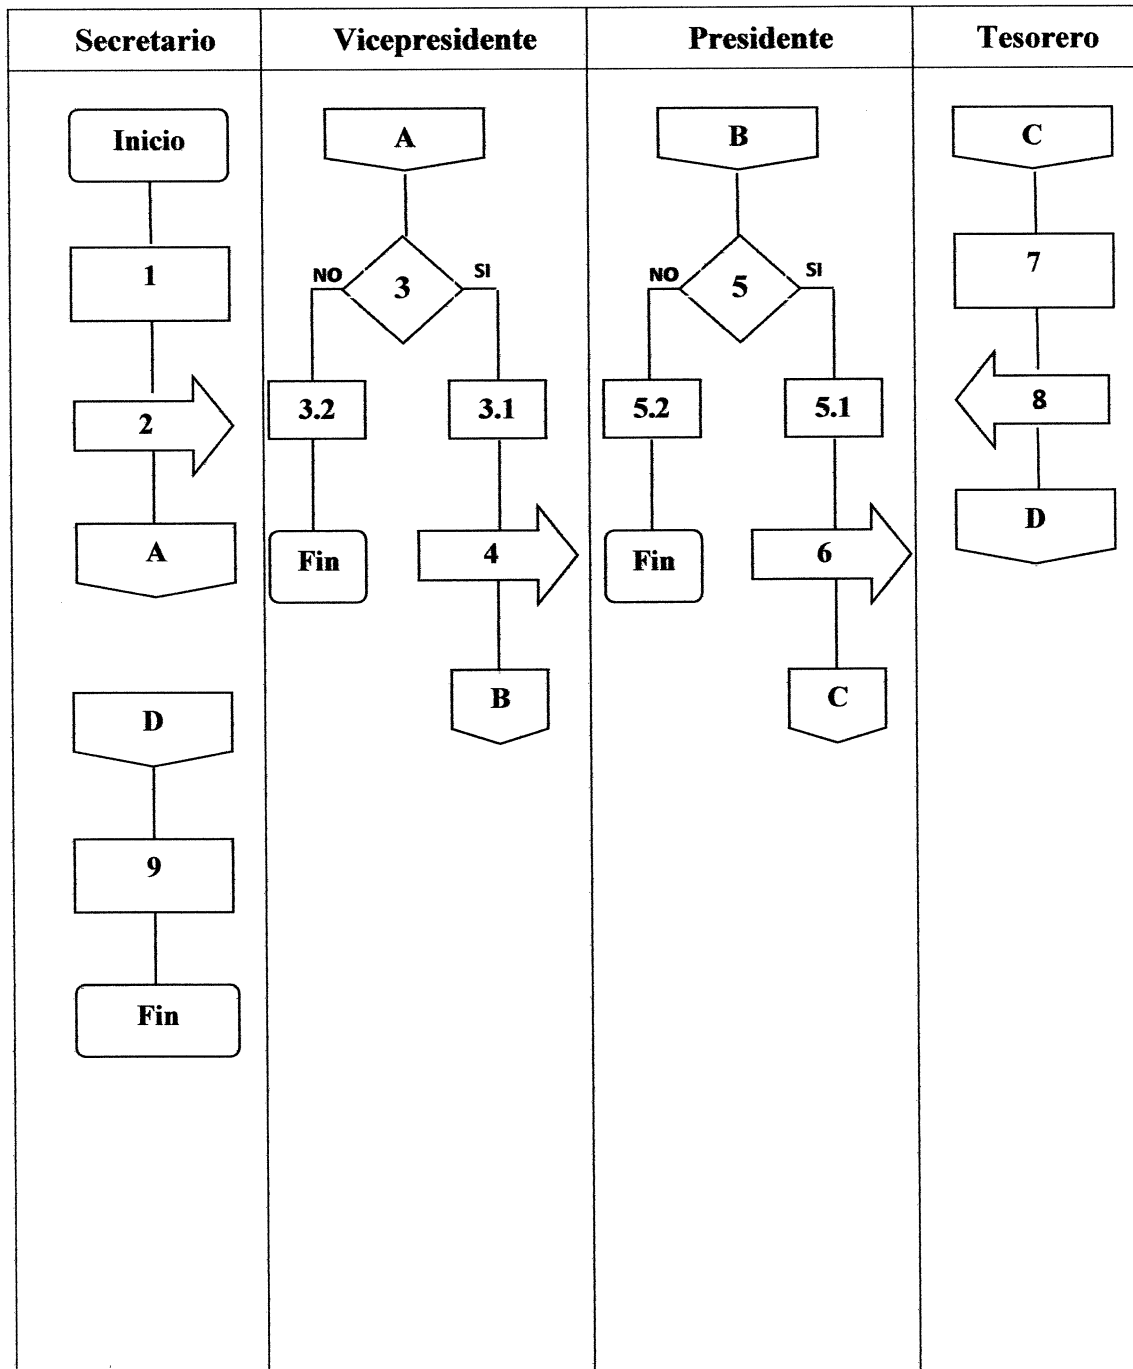 Secretario
Vicepresidente
Presidente
Tesorero
Inicio
1
2
A
D
9
Fin
A
NO
3
SI
3.2
3.1
Fin
4
B
B
NO
5
SI
5.2
5.1
Fin
6
C
C
7
8
D